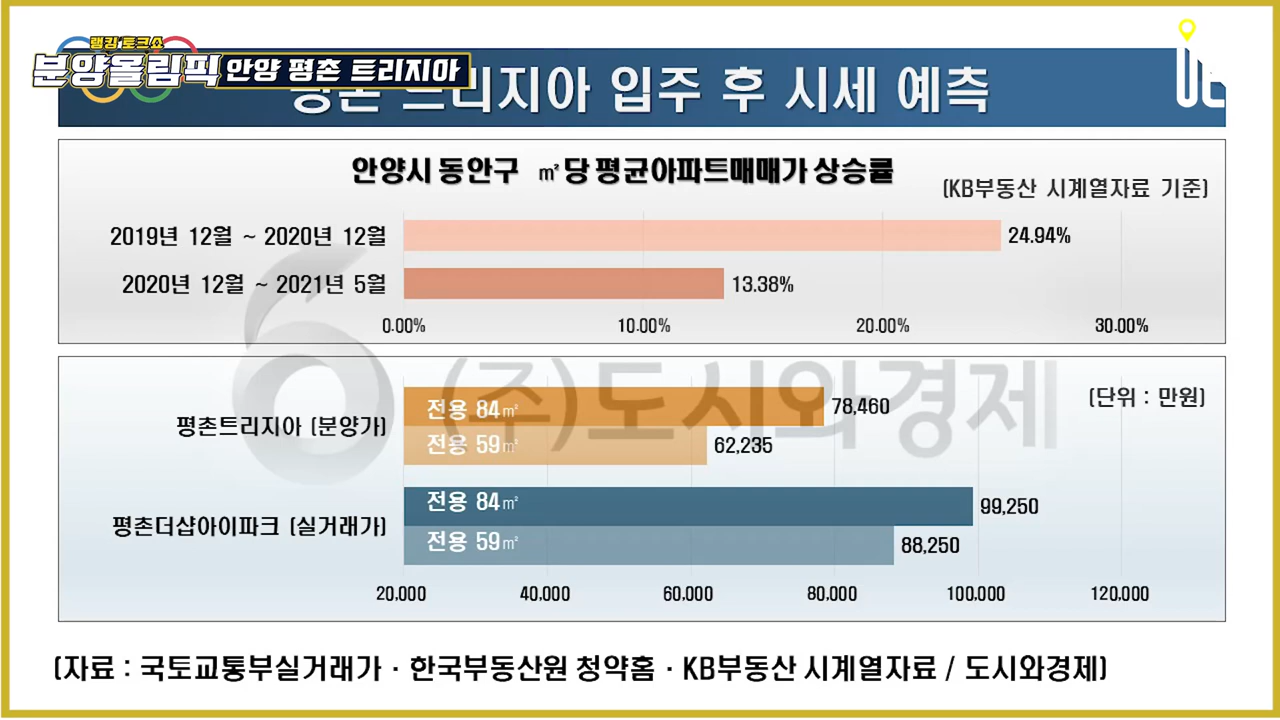 랭킹 토크쇼
분양올림픽 안양 평촌 트리지아
평촌 트리지아 입주 후 시세 예측
안양시 동안구 ㎡당 평균아파트매매가 상승률
(KB부동산 시계열자료 기준)
2019년 12월 ~ 2020년 12월 24.94%
2020년 12월 ~ 2021년 5월 13.38%
0.00% 10.00% 20.00% 30.00%
(주)도시와경제
(단위 : 만원)
평촌트리지아 (분양가)
전용 84㎡ 78,460
전용 59㎡ 62,235
평촌더샵아이파크 (실거래가)
전용 84㎡ 99,250
전용 59㎡ 88,250
20,000 40,000 60,000 80,000 100,000 120,000
(자료 : 국토교통부실거래가 · 한국부동산원 청약홈 · KB부동산 시계열자료 / 도시와경제)